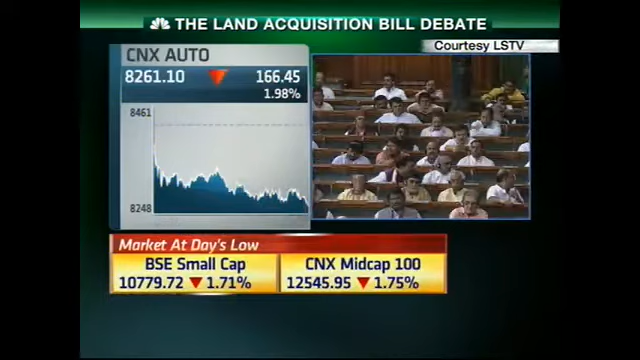 THE LAND ACQUISITION BILL DEBATE
Courtesy LSTV
CNX AUTO
8261.10 166.45
1.98%
8461
8248
Market At Day's Low
BSE Small Cap
10779.72 1.71%
CNX Midcap 100
12545.95 1.75%